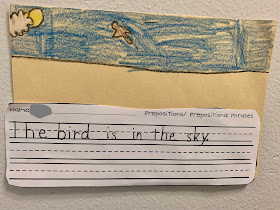 Name: Prepositions/ Prepositional Phrases
the bird is in the sky.